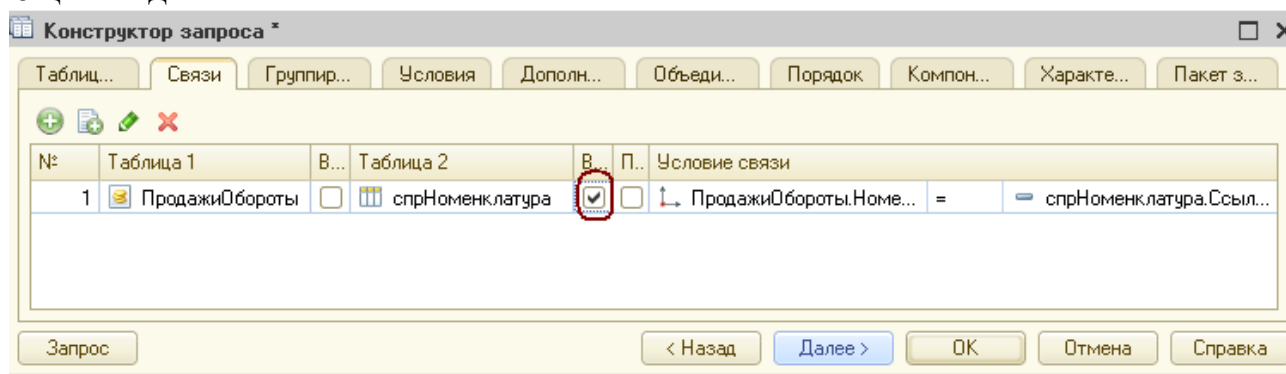 Конструктор запроса *
Таблиц... Связи Группир... Условия Дополн... Объеди... Порядок Компон... Характе... Пакет з...
№ Таблица 1 В... Таблица 2 В... П... Условие связи
1 ПродажиОбороты спрНоменклатура ПродажиОбороты.Номе... = спрНоменклатура.Ссыл...
Запрос < Назад Далее > OK Отмена Справка